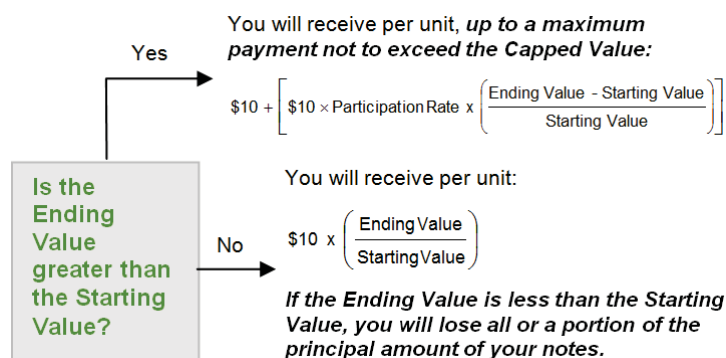 You will receive per unit, up to a maximum
payment not to exceed the Capped Value:
Yes
$10 + [ $10 × Participation Rate x ( Ending Value - Starting Value / Starting Value ) ]
Is the
Ending
Value
greater than
the Starting
Value?
No
You will receive per unit:
$10 x ( Ending Value / Starting Value )
If the Ending Value is less than the Starting
Value, you will lose all or a portion of the
principal amount of your notes.